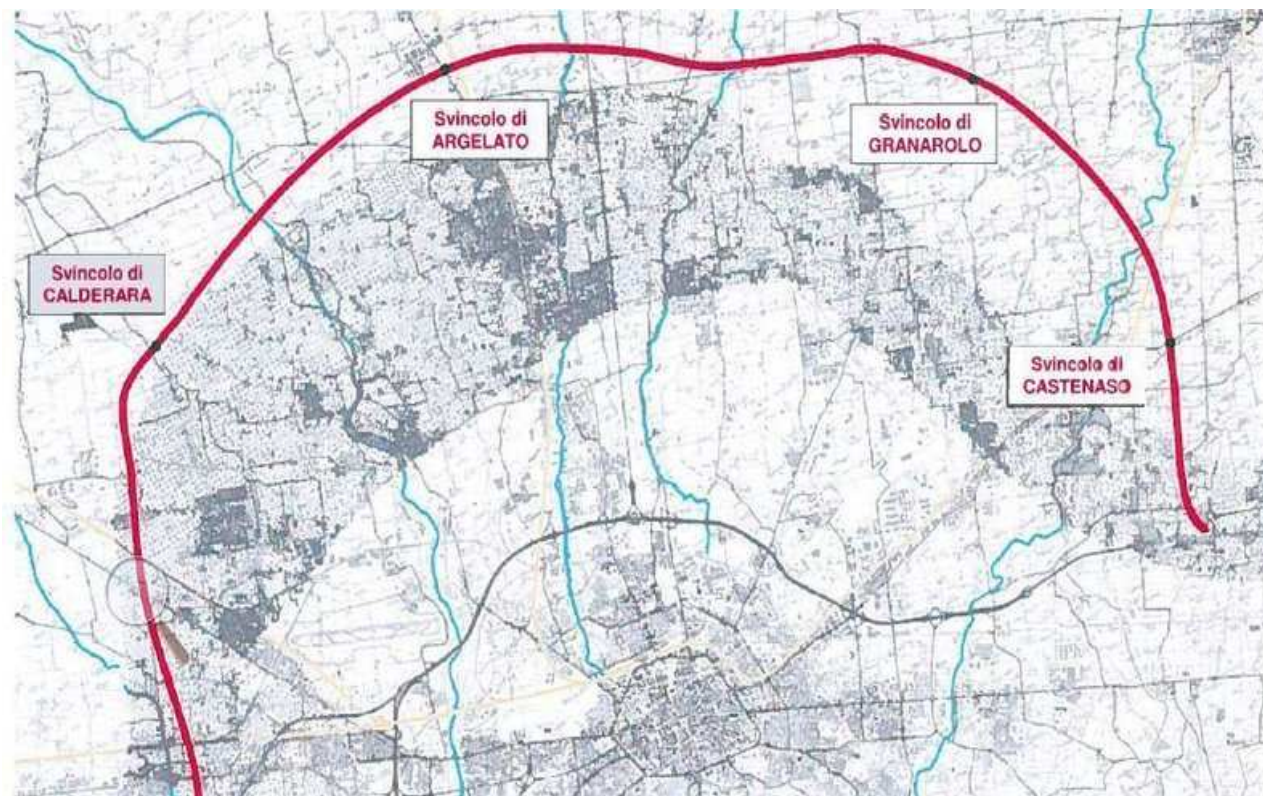 Svincolo di
ARGELATO
Svincolo di
GRANAROLO
Svincolo di
CALDERARA
Svincolo di
CASTENASO